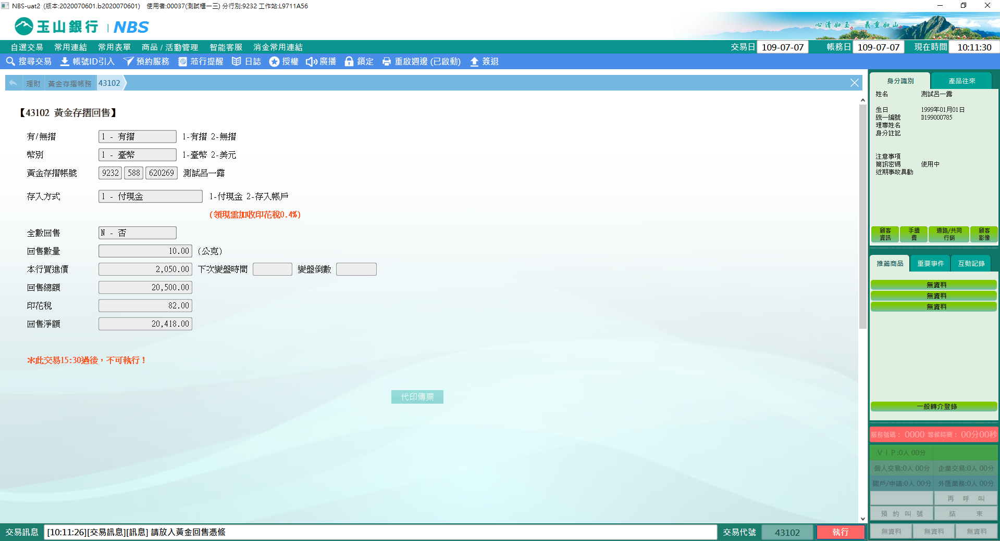 NBS-uat2 (版本:2020070601.b2020070601) 使用者:00037(測試櫃一三) 分行別:9232 工作站:L9711A56
玉山銀行 | NBS
心清如玉 義重如山
自選交易 常用連結 常用表單 商品 / 活動管理 智能客服 消金常用連結 交易日 109-07-07 帳務日 109-07-07 現在時間 10:11:30
搜尋交易 帳號ID引入 預約服務 蒞行提醒 日誌 授權 廣播 鎖定 重啟週邊 (已啟動) 簽退
理財 黃金存摺帳務 43102
【43102 黃金存摺回售】
有/無摺 1 - 有摺 1-有摺 2-無摺
幣別 1 - 臺幣 1-臺幣 2-美元
黃金存摺帳號 9232 588 620269 測試呂一露
存入方式 1 - 付現金 1-付現金 2-存入帳戶
(領現需加收印花稅0.4%)
全數回售 N - 否
回售數量 10.00 (公克)
本行買進價 2,050.00 下次變盤時間 變盤倒數
回售總額 20,500.00
印花稅 82.00
回售淨額 20,418.00
＊此交易15:30過後，不可執行！
代印傳票
身分識別 產品往來
姓名 測試呂一露
生日 1999年01月01日
統一編號 D199000785
理專姓名
身分註記
注意事項
簡訊密碼 使用中
近期事故異動
顧客資訊 手續費 通路/共同行銷 顧客影像
推薦商品 重要事件 互動記錄
無資料
無資料
無資料
一般轉介登錄
服務號碼： 0000 等候時間： 00分00秒
ＶＩＰ:0人 00分
個人交易:0人 00分 企業交易:0人 00分
開戶/申請:0人 00分 外匯業務:0人 00分
再 呼 叫
預 約 叫 號 結 束
無資料 無資料 無資料
交易訊息 [10:11:26][交易訊息][訊息] 請放入黃金回售憑條 交易代號 43102 執行